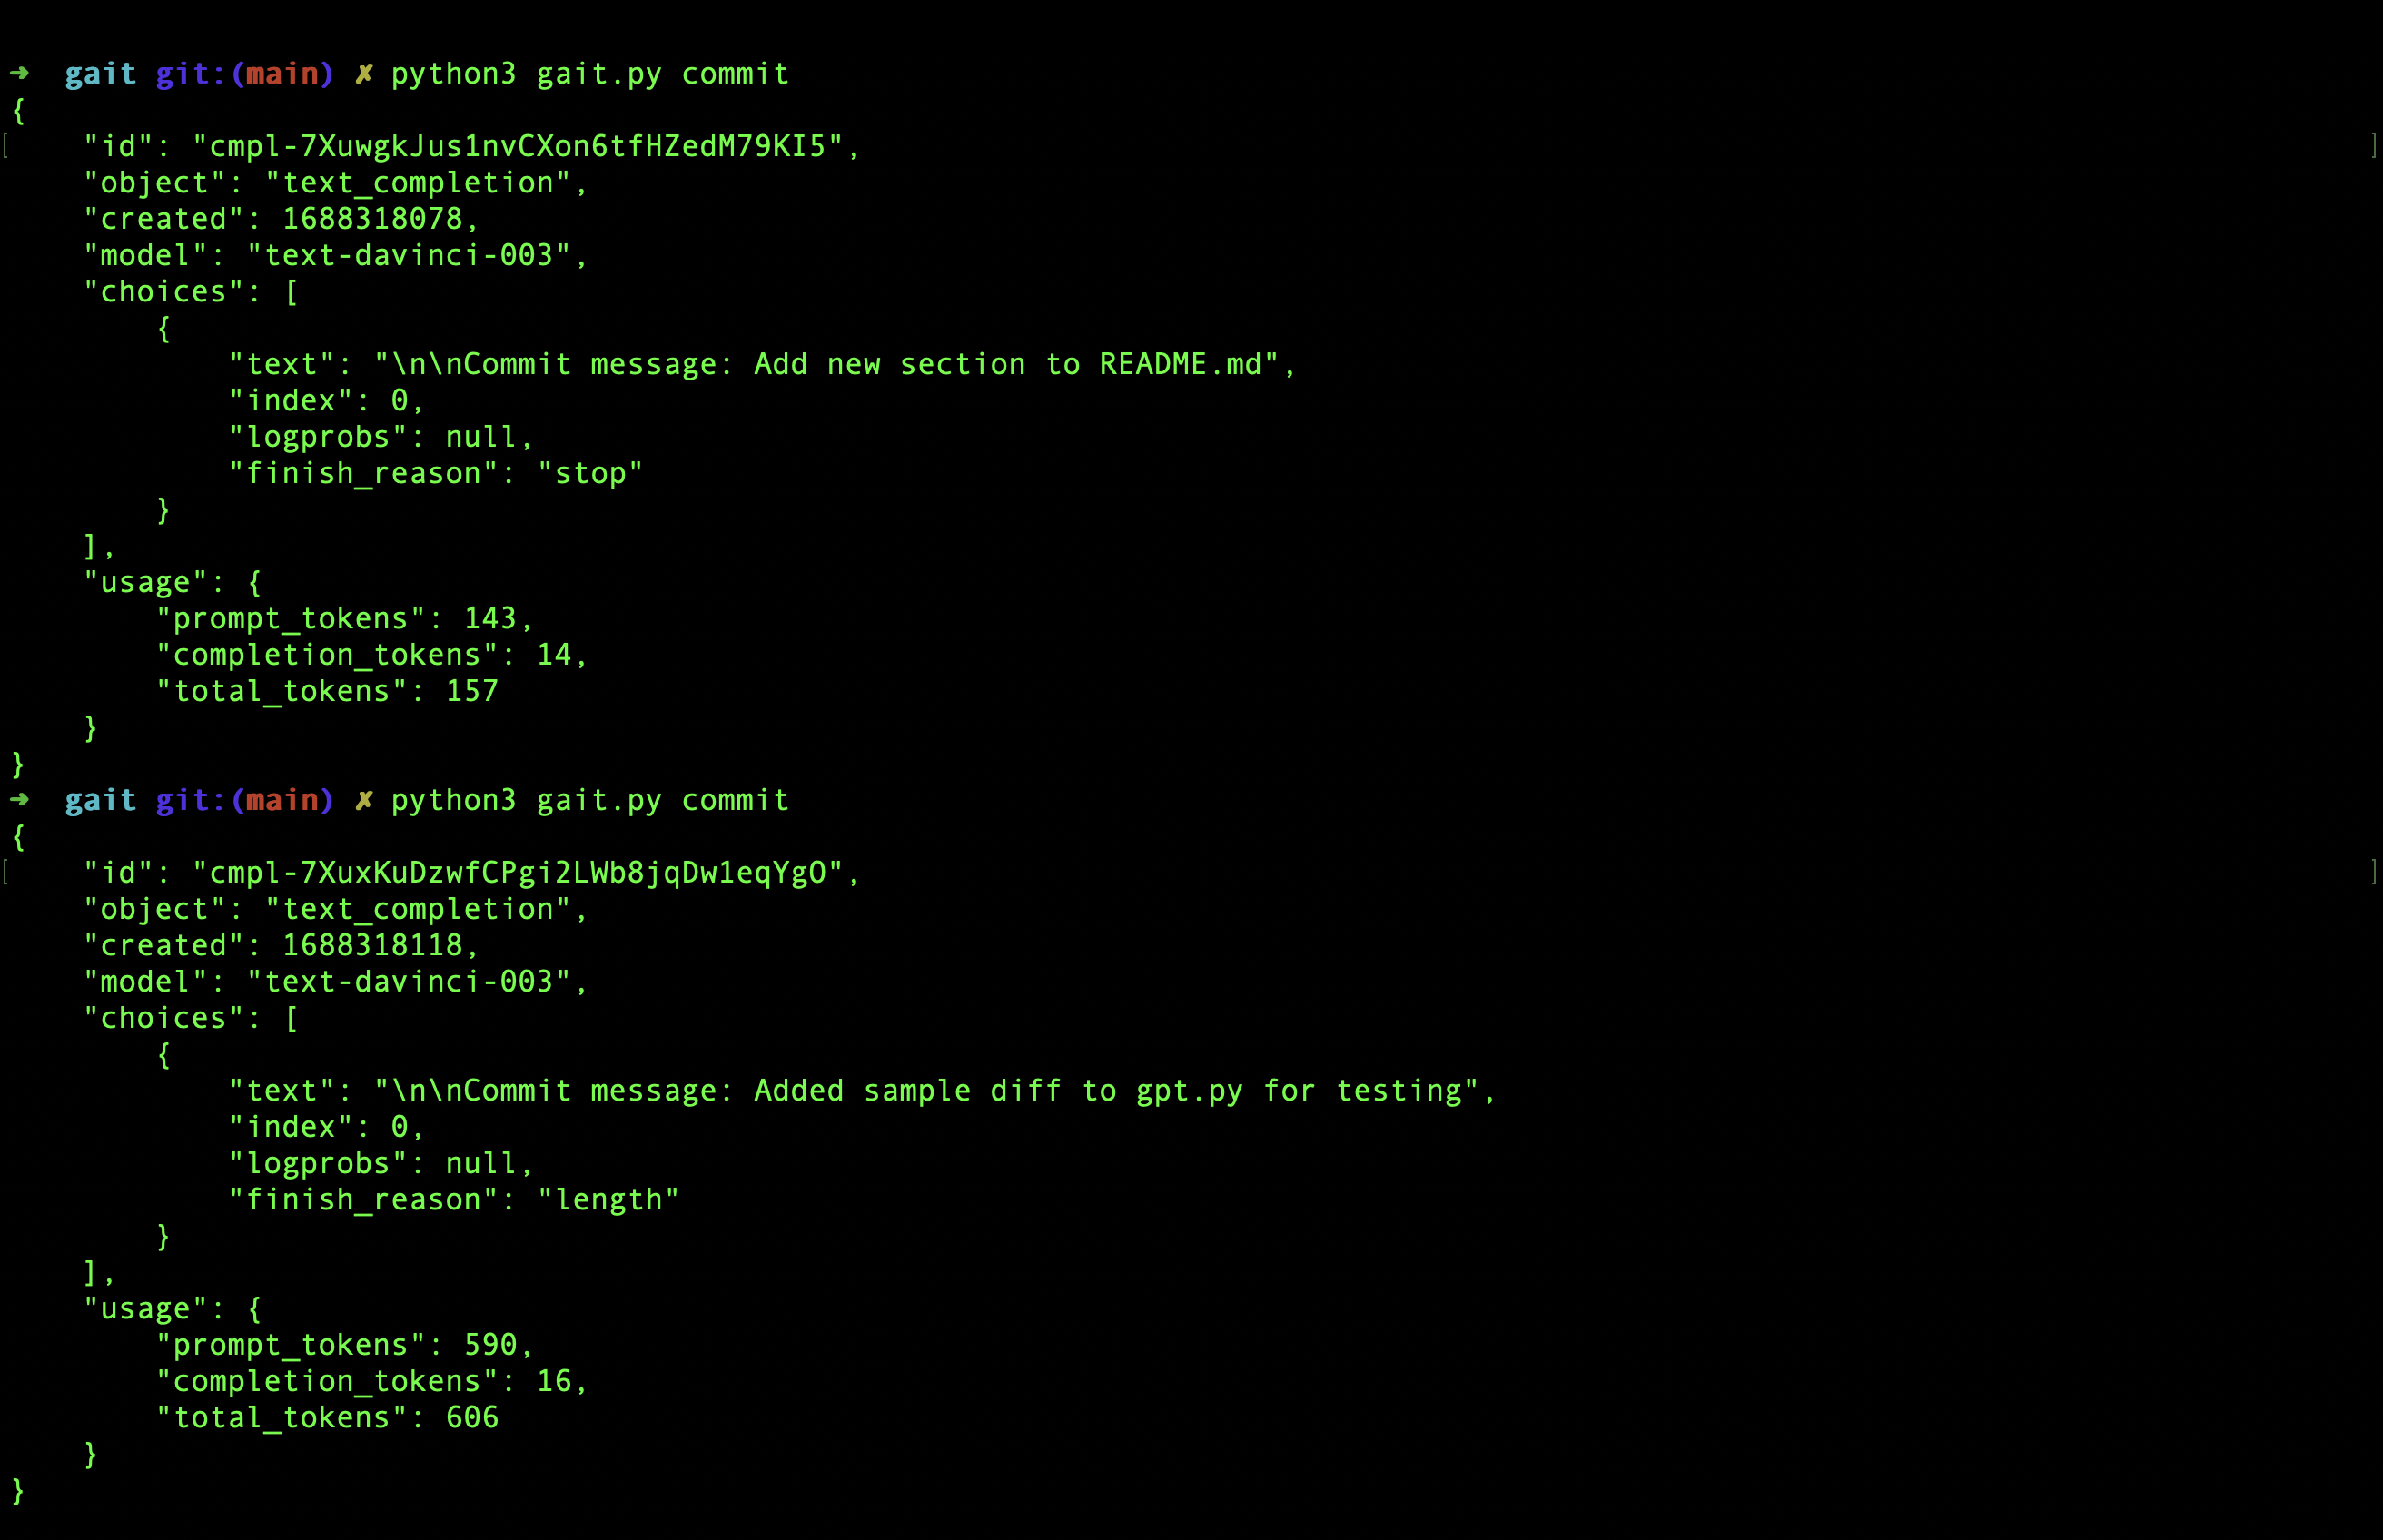 ➜  gait git:(main) ✗ python3 gait.py commit
{
    "id": "cmpl-7XuwgkJus1nvCXon6tfHZedM79KI5",
    "object": "text_completion",
    "created": 1688318078,
    "model": "text-davinci-003",
    "choices": [
        {
            "text": "\n\nCommit message: Add new section to README.md",
            "index": 0,
            "logprobs": null,
            "finish_reason": "stop"
        }
    ],
    "usage": {
        "prompt_tokens": 143,
        "completion_tokens": 14,
        "total_tokens": 157
    }
}
➜  gait git:(main) ✗ python3 gait.py commit
{
    "id": "cmpl-7XuxKuDzwfCPgi2LWb8jqDw1eqYgO",
    "object": "text_completion",
    "created": 1688318118,
    "model": "text-davinci-003",
    "choices": [
        {
            "text": "\n\nCommit message: Added sample diff to gpt.py for testing",
            "index": 0,
            "logprobs": null,
            "finish_reason": "length"
        }
    ],
    "usage": {
        "prompt_tokens": 590,
        "completion_tokens": 16,
        "total_tokens": 606
    }
}